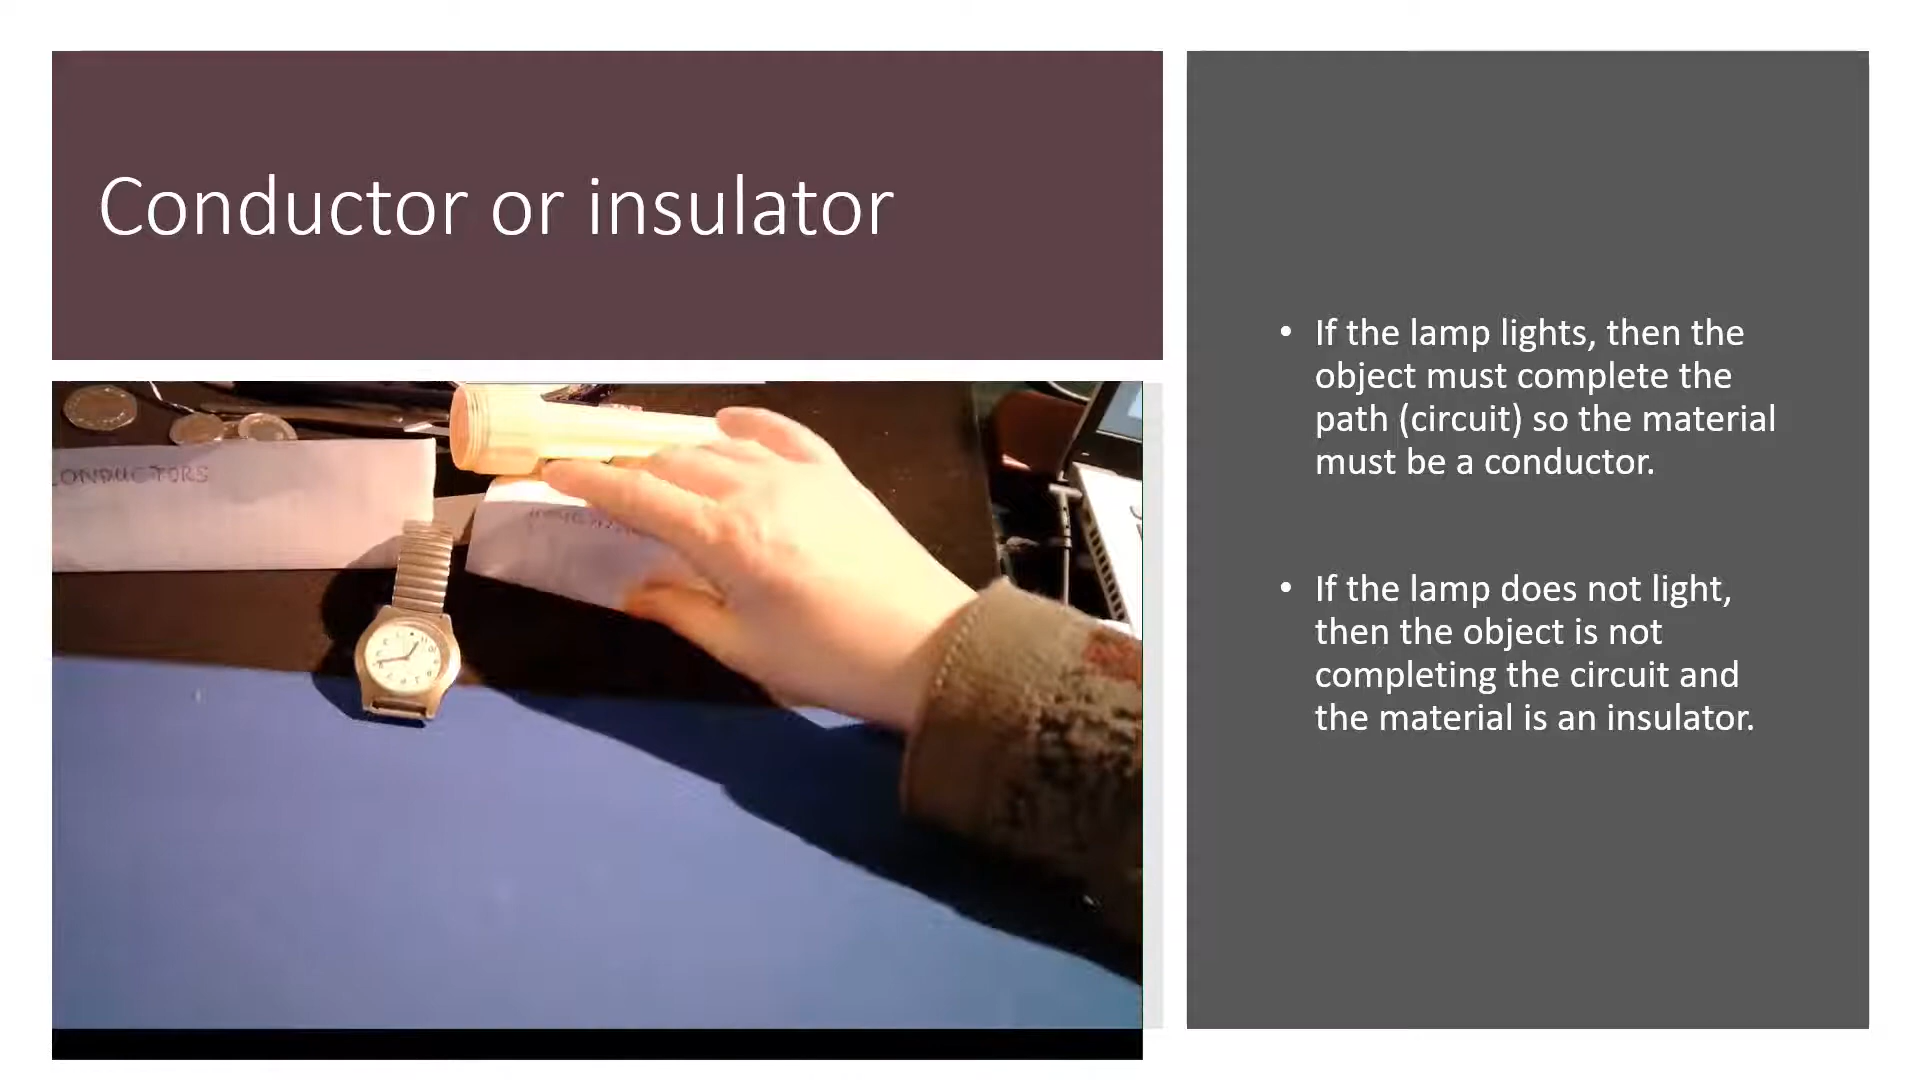 Conductor or insulator
ONDUCTORS
• If the lamp lights, then the
object must complete the
path (circuit) so the material
must be a conductor.
• If the lamp does not light,
then the object is not
completing the circuit and
the material is an insulator.